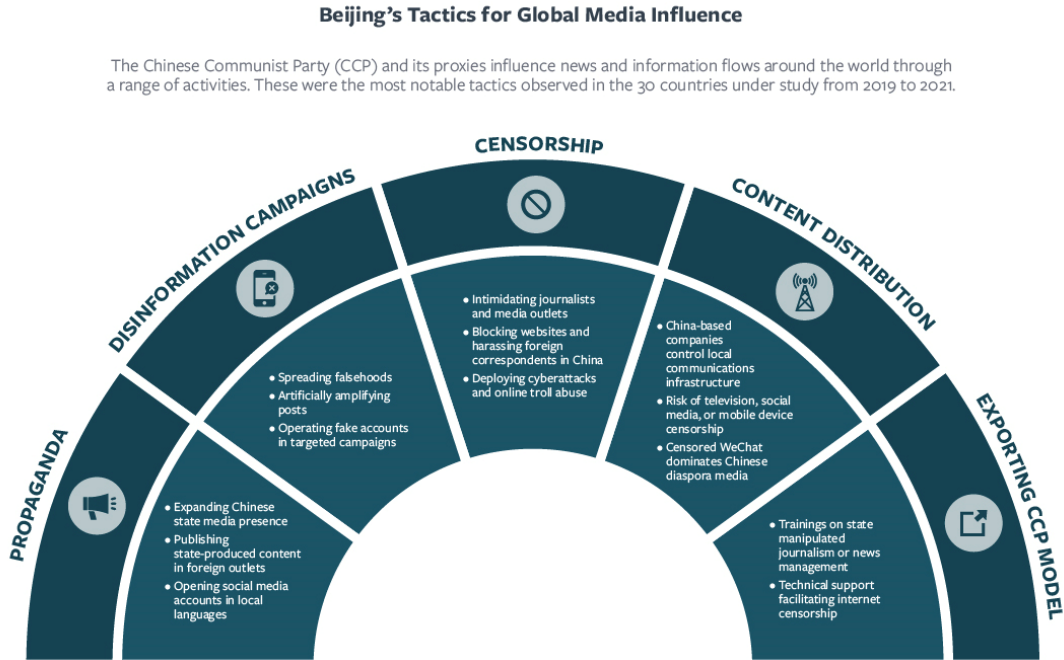 Beijing's Tactics for Global Media Influence
The Chinese Communist Party (CCP) and its proxies influence news and information flows around the world through
a range of activities. These were the most notable tactics observed in the 30 countries under study from 2019 to 2021.
PROPAGANDA
• Expanding Chinese
state media presence
• Publishing
state-produced content
in foreign outlets
• Opening social media
accounts in local
languages
DISINFORMATION CAMPAIGNS
• Spreading falsehoods
• Artificially amplifying
posts
• Operating fake accounts
in targeted campaigns
CENSORSHIP
• Intimidating journalists
and media outlets
• Blocking websites and
harassing foreign
correspondents in China
• Deploying cyberattacks
and online troll abuse
CONTENT DISTRIBUTION
• China-based
companies
control local
communications
infrastructure
• Risk of television, social
media, or mobile device
censorship
• Censored WeChat
dominates Chinese
diaspora media
EXPORTING CCP MODEL
• Trainings on state
manipulated
journalism or news
management
• Technical support
facilitating internet
censorship